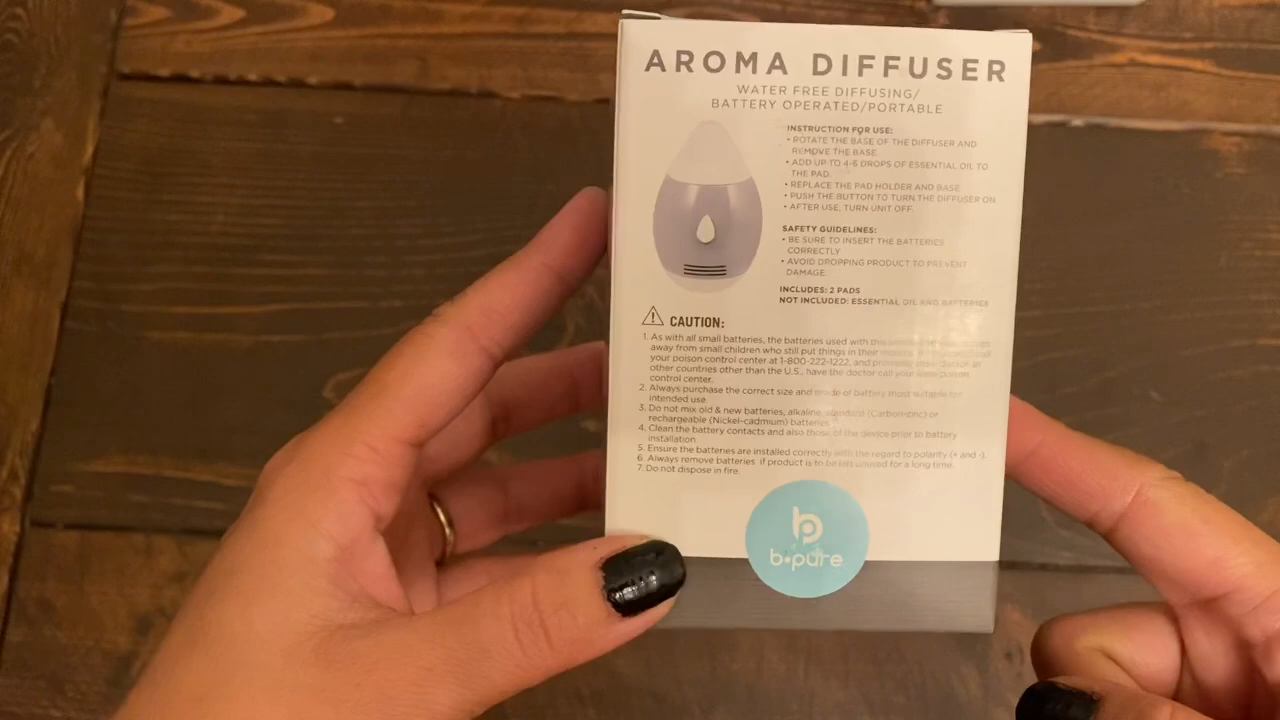 AROMA DIFFUSER
WATER FREE DIFFUSING/
BATTERY OPERATED/PORTABLE
INSTRUCTION FOR USE:
• ROTATE THE BASE OF THE DIFFUSER AND
REMOVE THE BASE.
• ADD UP TO 4-6 DROPS OF ESSENTIAL OIL TO
THE PAD.
• REPLACE THE PAD HOLDER AND BASE
• PUSH THE BUTTON TO TURN THE DIFFUSER ON
• AFTER USE, TURN UNIT OFF.
SAFETY GUIDELINES:
• BE SURE TO INSERT THE BATTERIES
CORRECTLY
• AVOID DROPPING PRODUCT TO PREVENT
DAMAGE.
INCLUDES: 2 PADS
NOT INCLUDED: ESSENTIAL OIL AND BATTERIES
CAUTION:
1. As with all small batteries, the batteries used with this
away from small children who still put things in their
your poison control center at 1-800-222-1222, and
other countries other than the U.S., have the doctor call your poison
control center.
2. Always purchase the correct size and grade of battery most suitable for
intended use.
3. Do not mix old & new batteries, alkaline, standard (Carbon-zinc) or
rechargeable (Nickel-cadmium) batteries
4. Clean the battery contacts and also those of the device prior to battery
installation.
5. Ensure the batteries are installed correctly with the regard to polarity (+ and -).
6. Always remove batteries if product is to be left unused for a long time.
7. Do not dispose in fire.
b•pure